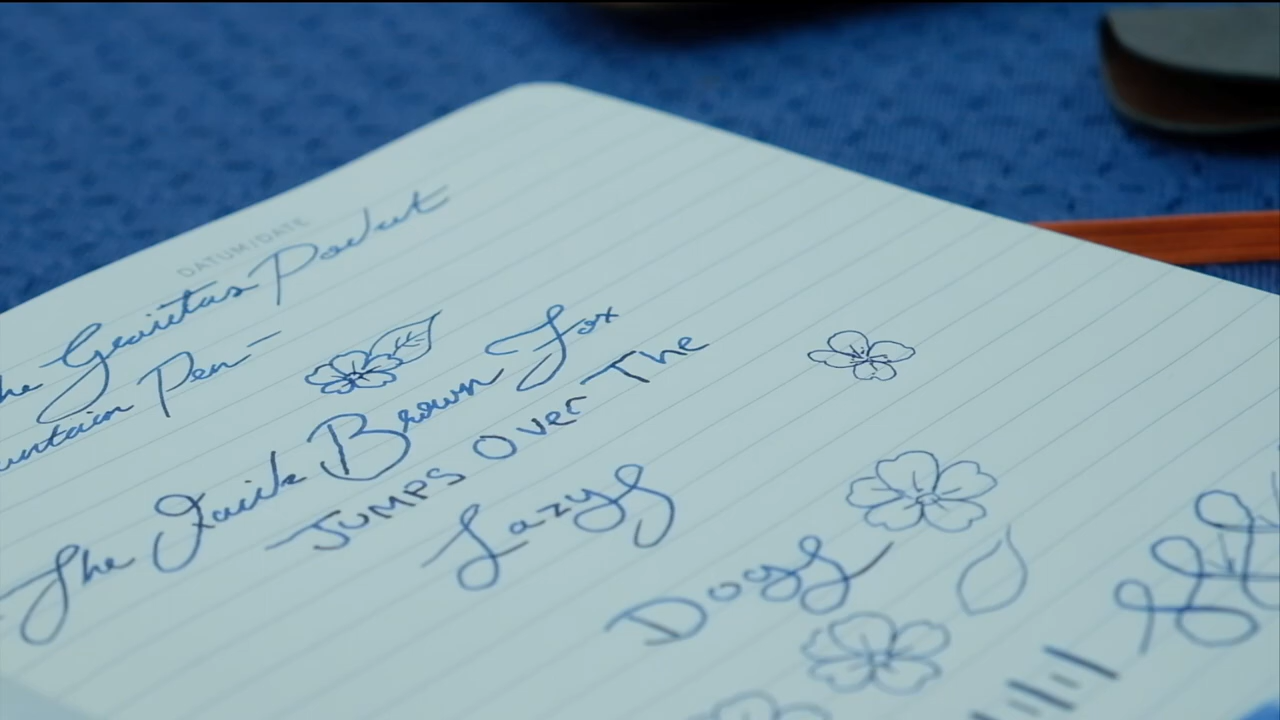 DATUM/DATE
he Gravitas Pocket
untain Pen-
The Quick Brown Fox
JUMPS Over The
Lazy
Dog